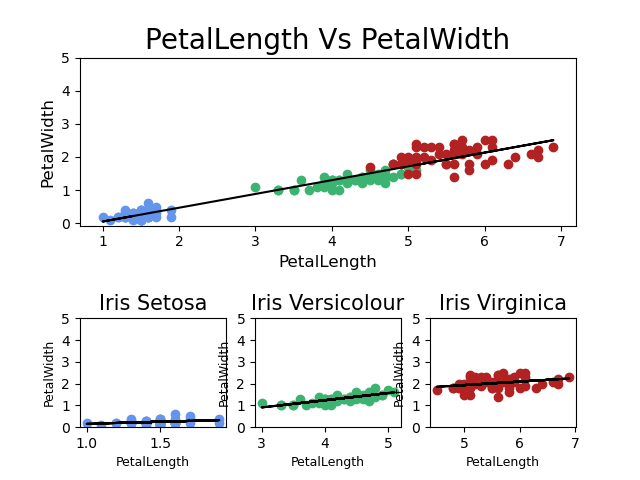 PetalLength Vs PetalWidth
5
4
3
2
1
0
PetalWidth
1 2 3 4 5 6 7
PetalLength
Iris Setosa Iris Versicolour Iris Virginica
5 5 5
4 4 4
3 3 3
2 2 2
1 1 1
0 0 0
PetalWidth PetalWidth PetalWidth
1.0 1.5 3 4 5 5 6 7
PetalLength PetalLength PetalLength